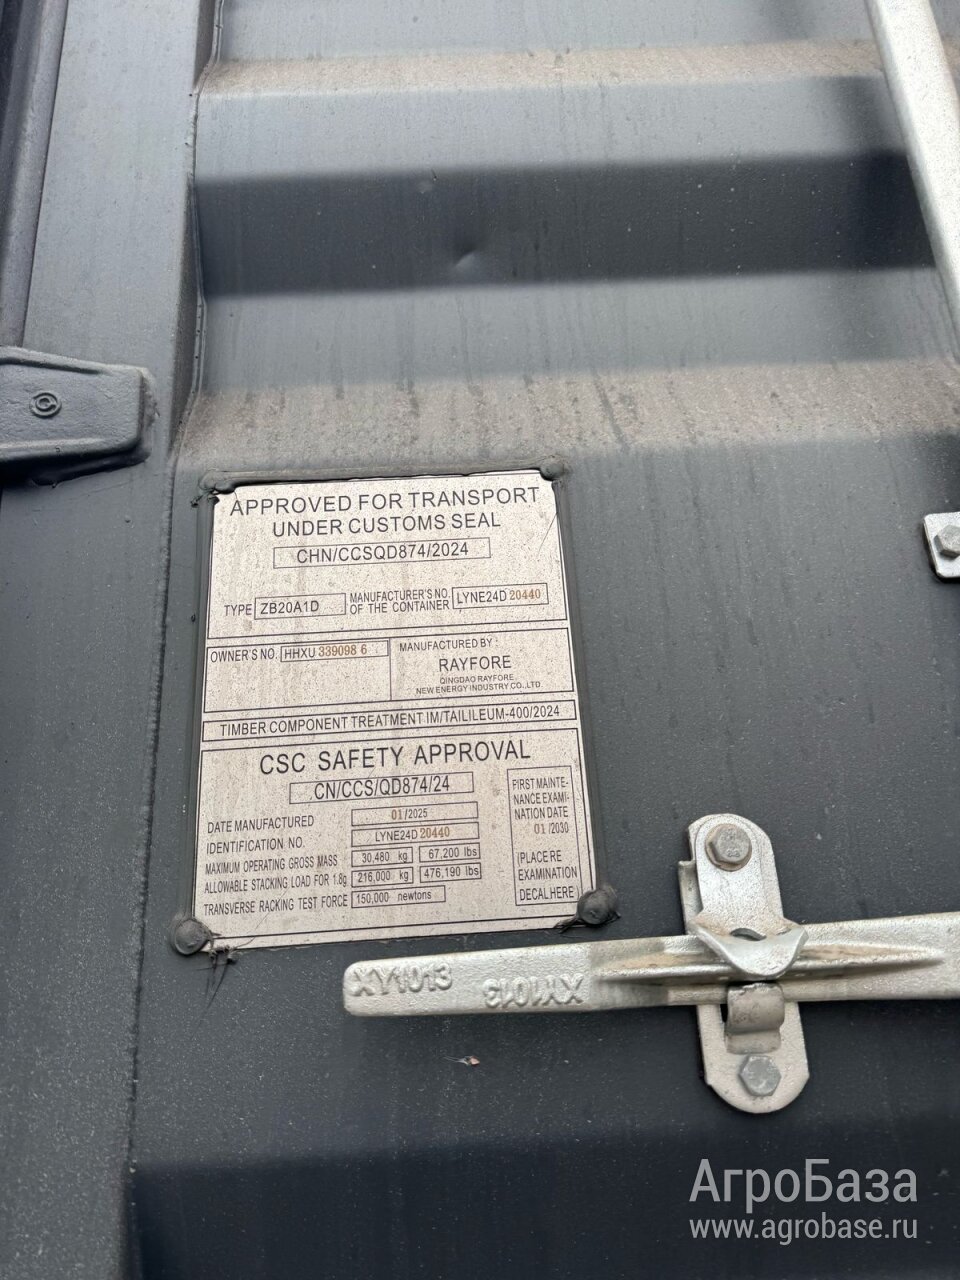 APPROVED FOR TRANSPORT
UNDER CUSTOMS SEAL
CHN/CCSQD874/2024
TYPE ZB20A1D MANUFACTURER'S NO. OF THE CONTAINER LYNE24D 20440
OWNER'S NO. HHXU 339098 6
MANUFACTURED BY :
RAYFORE
QINGDAO RAYFORE
NEW ENERGY INDUSTRY CO.,LTD
TIMBER COMPONENT TREATMENT IM/TAILILEUM-400/2024
CSC SAFETY APPROVAL
CN/CCS/QD874/24
DATE MANUFACTURED 01/2025
IDENTIFICATION NO. LYNE24D 20440
MAXIMUM OPERATING GROSS MASS 30,480 kg 67,200 lbs
ALLOWABLE STACKING LOAD FOR 1.8g 216,000 kg 476,190 lbs
TRANSVERSE RACKING TEST FORCE 150,000 newtons
FIRST MAINTE-
NANCE EXAMI-
NATION DATE
01 /2030
(PLACE RE
EXAMINATION
DECAL HERE
XY1013
XY1013
АгроБаза
www.agrobase.ru